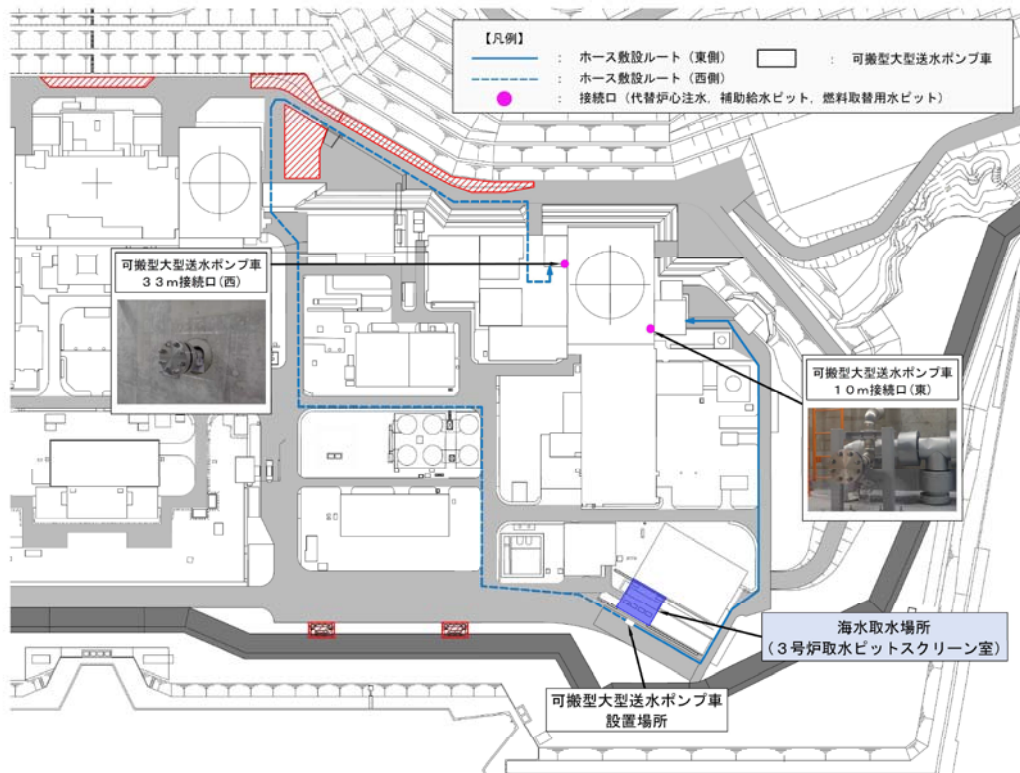 【凡例】
： ホース敷設ルート（東側）
： 可搬型大型送水ポンプ車
： ホース敷設ルート（西側）
： 接続口（代替炉心注水，補助給水ピット，燃料取替用水ピット）
可搬型大型送水ポンプ車
３３ｍ接続口(西)
可搬型大型送水ポンプ車
１０ｍ接続口(東)
海水取水場所
（３号炉取水ピットスクリーン室）
可搬型大型送水ポンプ車
設置場所